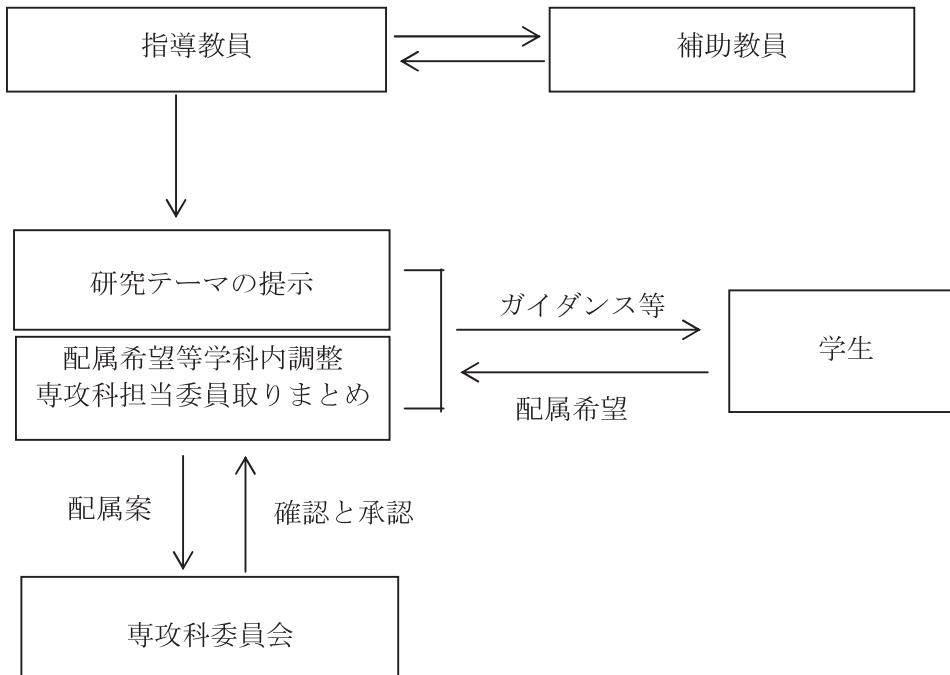 指導教員
補助教員
研究テーマの提示
ガイダンス等
学生
配属希望等学科内調整
専攻科担当委員取りまとめ
配属希望
配属案
確認と承認
専攻科委員会